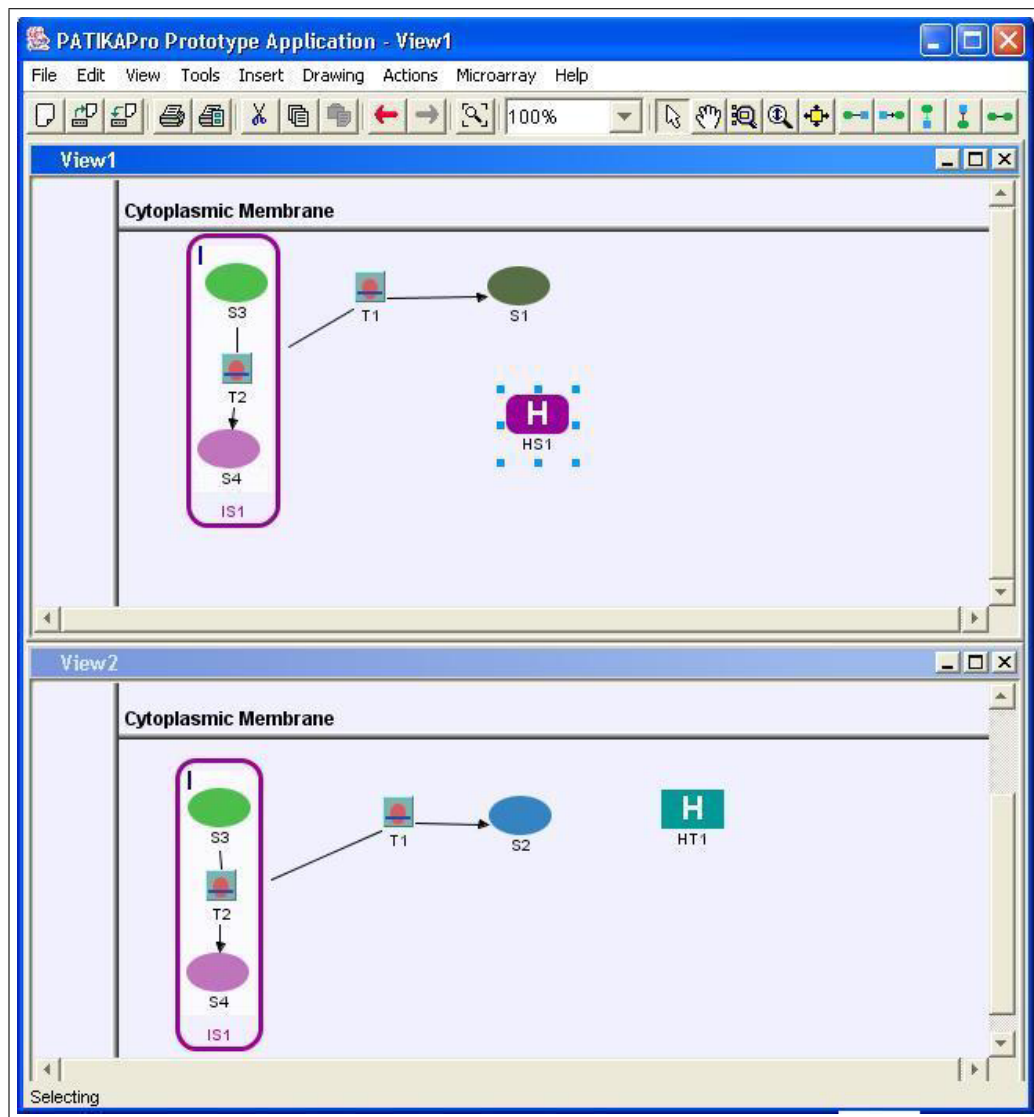 PATIKAPro Prototype Application - View1
File Edit View Tools Insert Drawing Actions Microarray Help
100%
View1
Cytoplasmic Membrane
I
S3
T1
S1
T2
H
HS1
S4
IS1
View2
Cytoplasmic Membrane
I
S3
T1
S2
H
HT1
T2
S4
IS1
Selecting